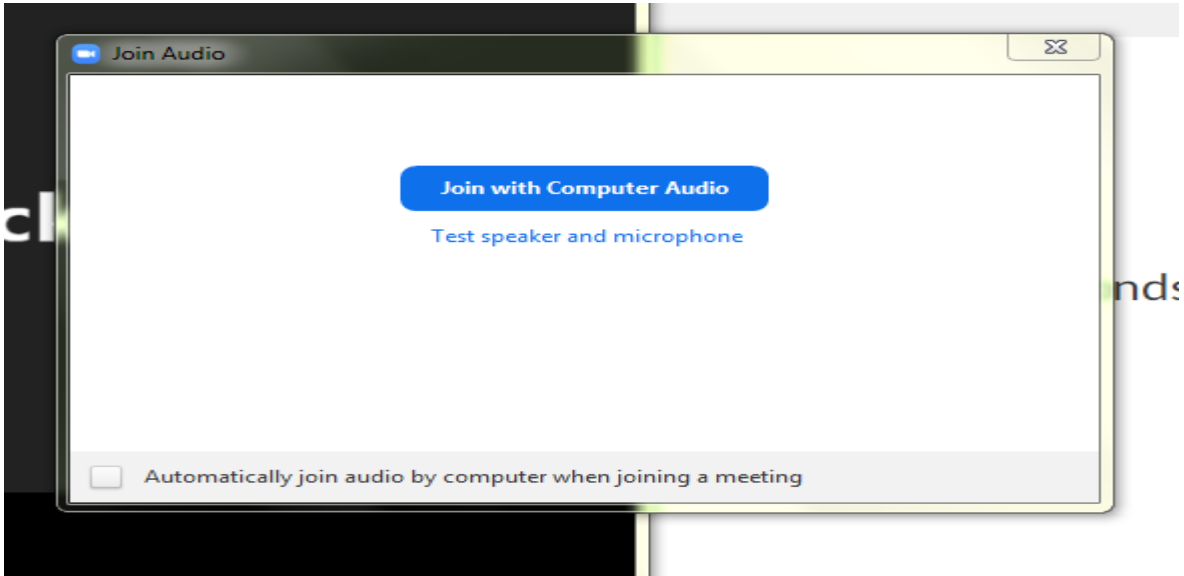 Join Audio
Join with Computer Audio
Test speaker and microphone
Automatically join audio by computer when joining a meeting